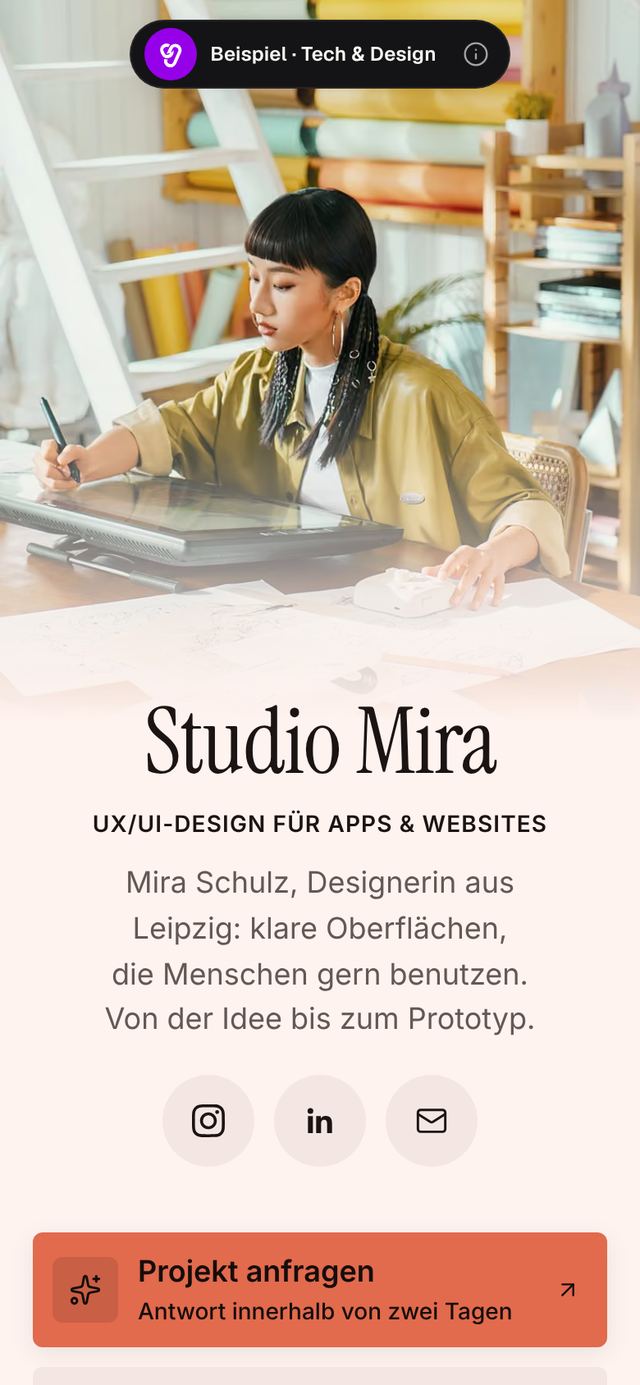 Beispiel · Tech & Design
Studio Mira
UX/UI-DESIGN FÜR APPS & WEBSITES
Mira Schulz, Designerin aus
Leipzig: klare Oberflächen,
die Menschen gern benutzen.
Von der Idee bis zum Prototyp.
in
Projekt anfragen
Antwort innerhalb von zwei Tagen